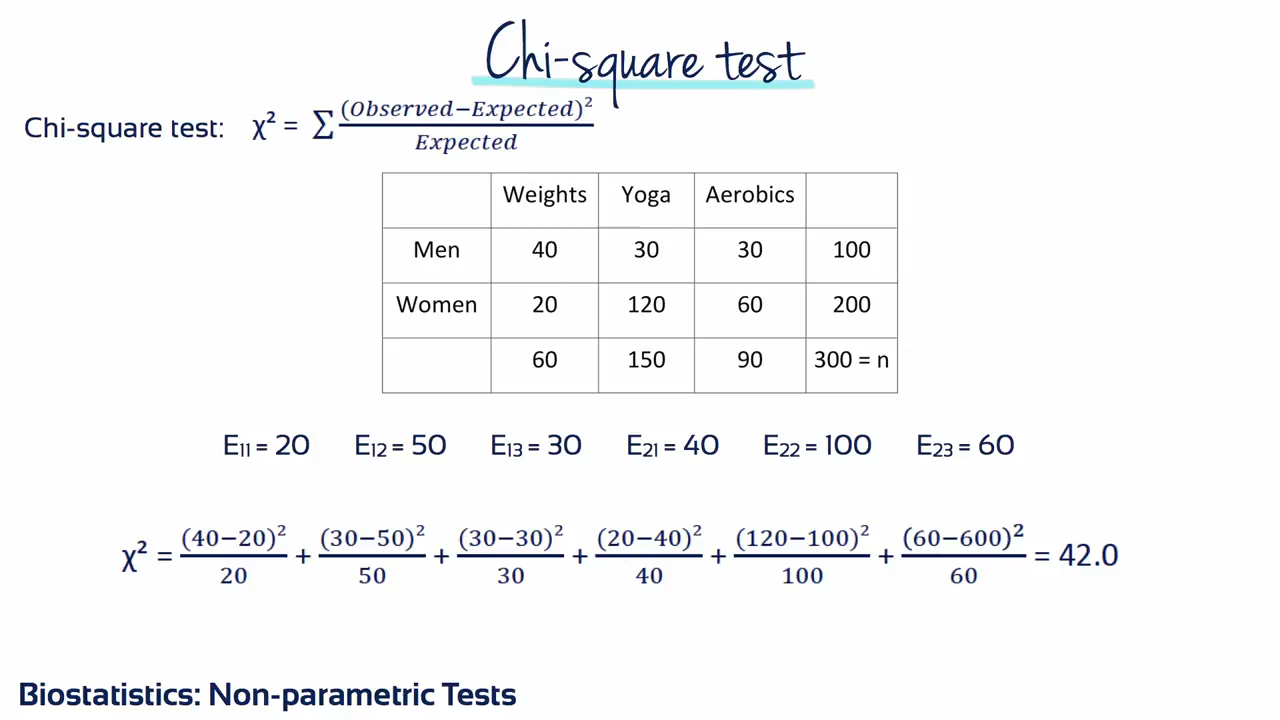 Chi-square test
Chi-square test: χ² = ∑ (Observed−Expected)² / Expected
Weights Yoga Aerobics
Men 40 30 30 100
Women 20 120 60 200
60 150 90 300 = n
E₁₁ = 20 E₁₂ = 50 E₁₃ = 30 E₂₁ = 40 E₂₂ = 100 E₂₃ = 60
χ² = (40−20)² / 20 + (30−50)² / 50 + (30−30)² / 30 + (20−40)² / 40 + (120−100)² / 100 + (60−600)² / 60 = 42.0
Biostatistics: Non-parametric Tests